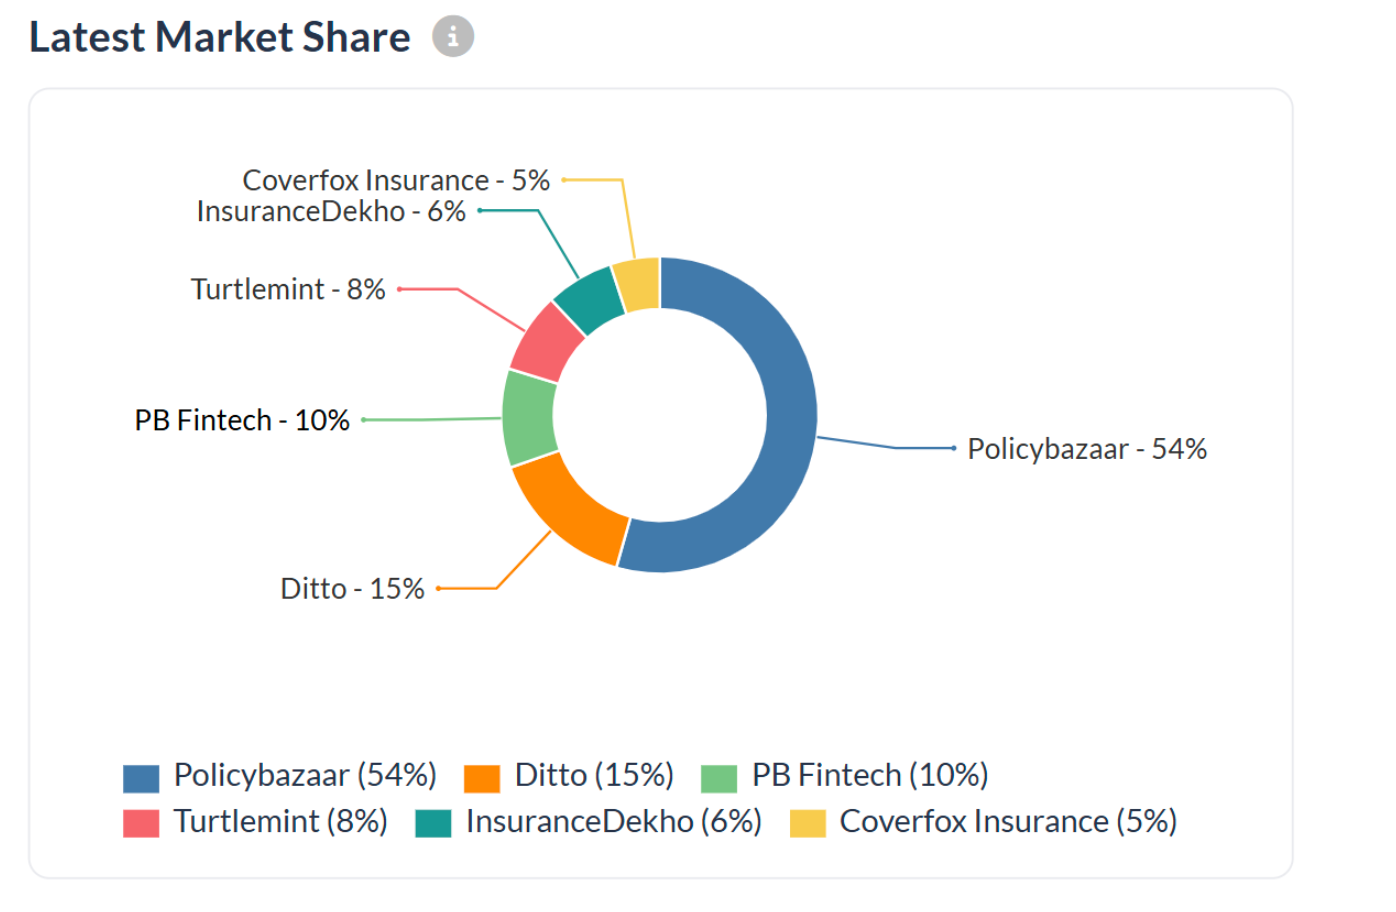 Latest Market Share
Coverfox Insurance - 5%
InsuranceDekho - 6%
Turtlemint - 8%
PB Fintech - 10%
Policybazaar - 54%
Ditto - 15%
Policybazaar (54%) Ditto (15%) PB Fintech (10%)
Turtlemint (8%) InsuranceDekho (6%) Coverfox Insurance (5%)